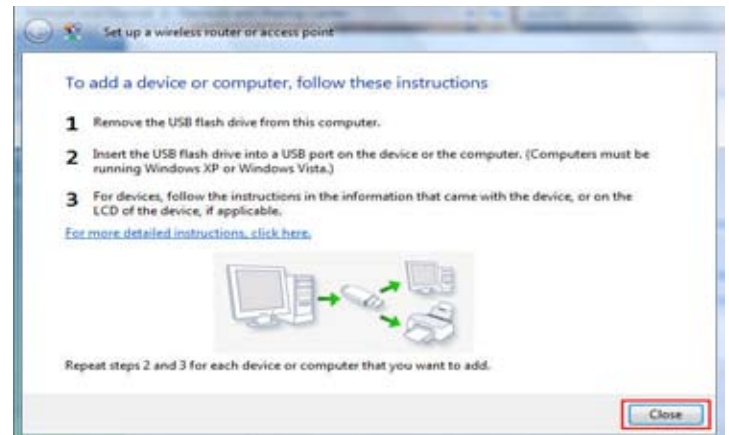 Set up a wireless router or access point
To add a device or computer, follow these instructions
1 Remove the USB flash drive from this computer.
2 Insert the USB flash drive into a USB port on the device or the computer. (Computers must be
running Windows XP or Windows Vista.)
3 For devices, follow the instructions in the information that came with the device, or on the
LCD of the device, if applicable.
For more detailed instructions, click here.
Repeat steps 2 and 3 for each device or computer that you want to add.
Close